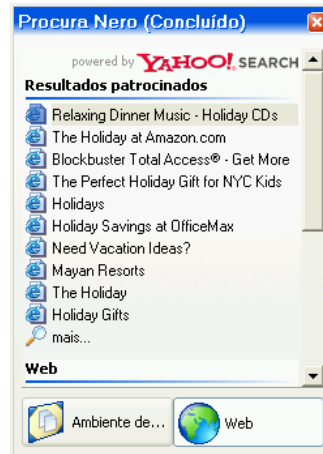 Procura Nero (Concluído)
powered by YAHOO! SEARCH
Resultados patrocinados
Relaxing Dinner Music - Holiday CDs
The Holiday at Amazon.com
Blockbuster Total Access® - Get More
The Perfect Holiday Gift for NYC Kids
Holidays
Holiday Savings at OfficeMax
Need Vacation Ideas?
Mayan Resorts
The Holiday
Holiday Gifts
mais...
Web
Ambiente de... Web